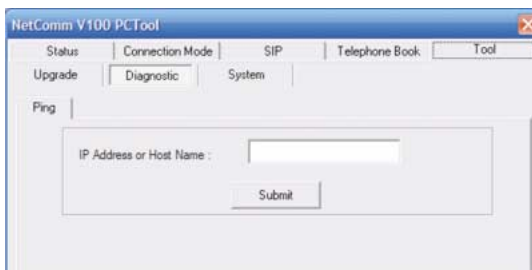 NetComm V100 PCTool
Status Connection Mode SIP Telephone Book Tool
Upgrade Diagnostic System
Ping
IP Address or Host Name :
Submit